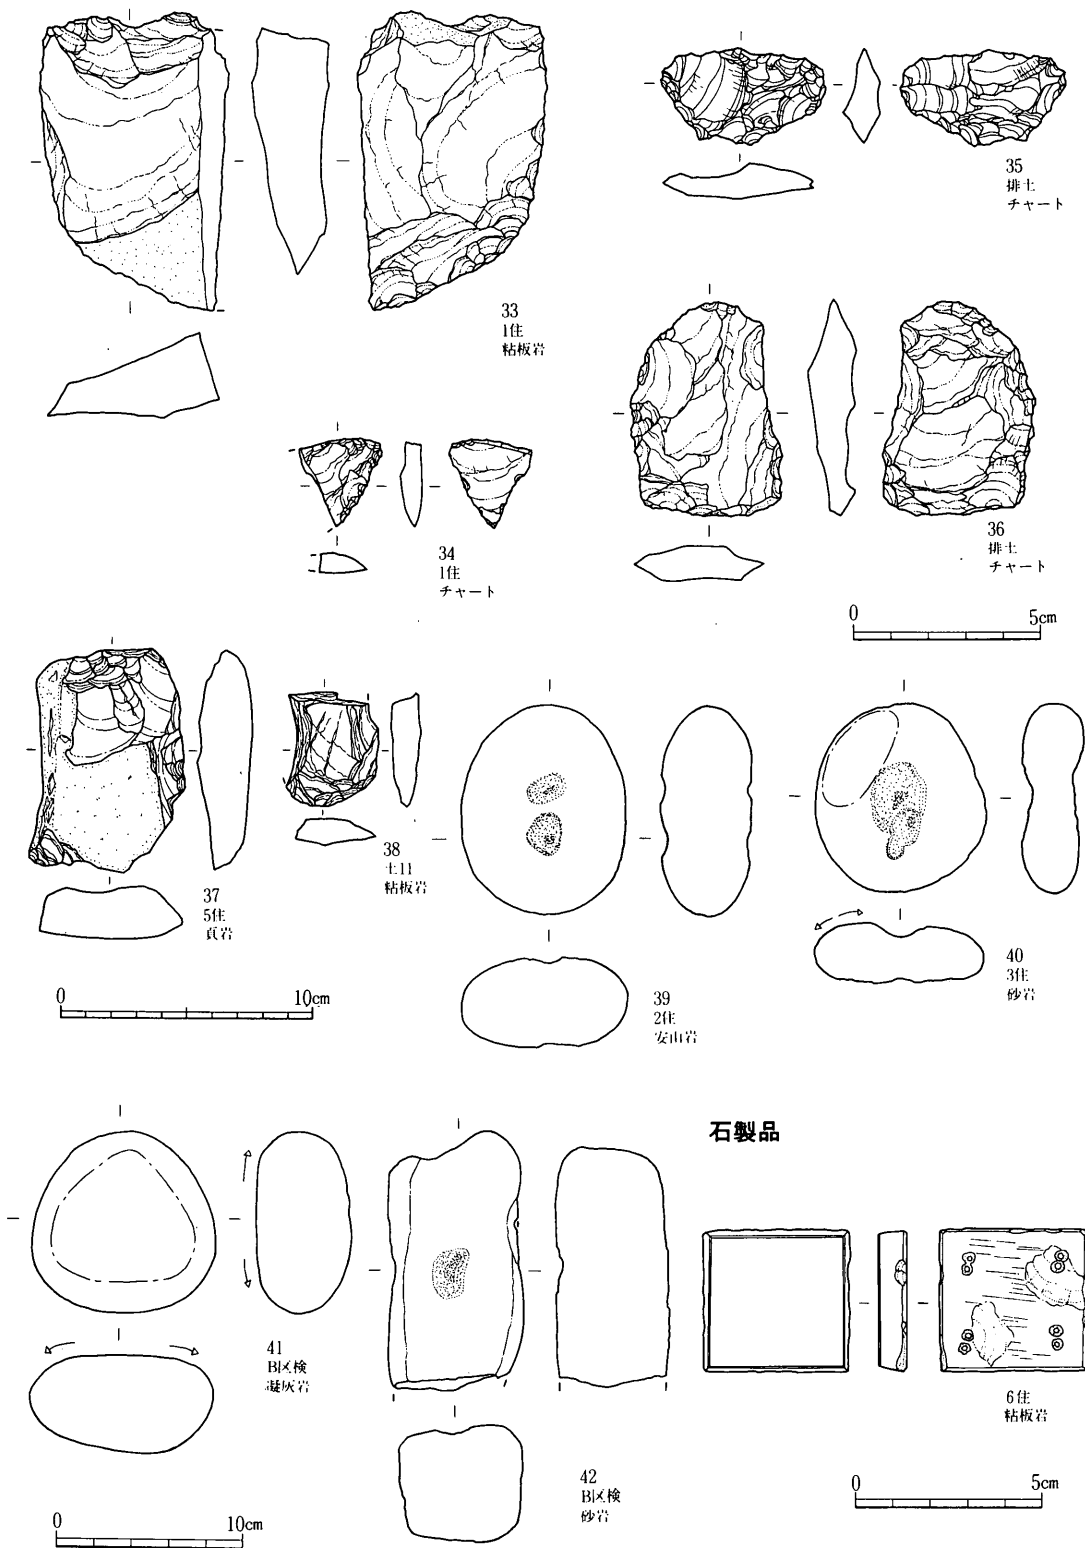 33
1住
粘板岩
35
排土
チャート
34
1住
チャート
36
排土
チャート
0 5cm
37
5住
頁岩
38
土11
粘板岩
39
2住
安山岩
40
3住
砂岩
0 10cm
石製品
41
B区検
凝灰岩
42
B区検
砂岩
6住
粘板岩
0 10cm
0 5cm